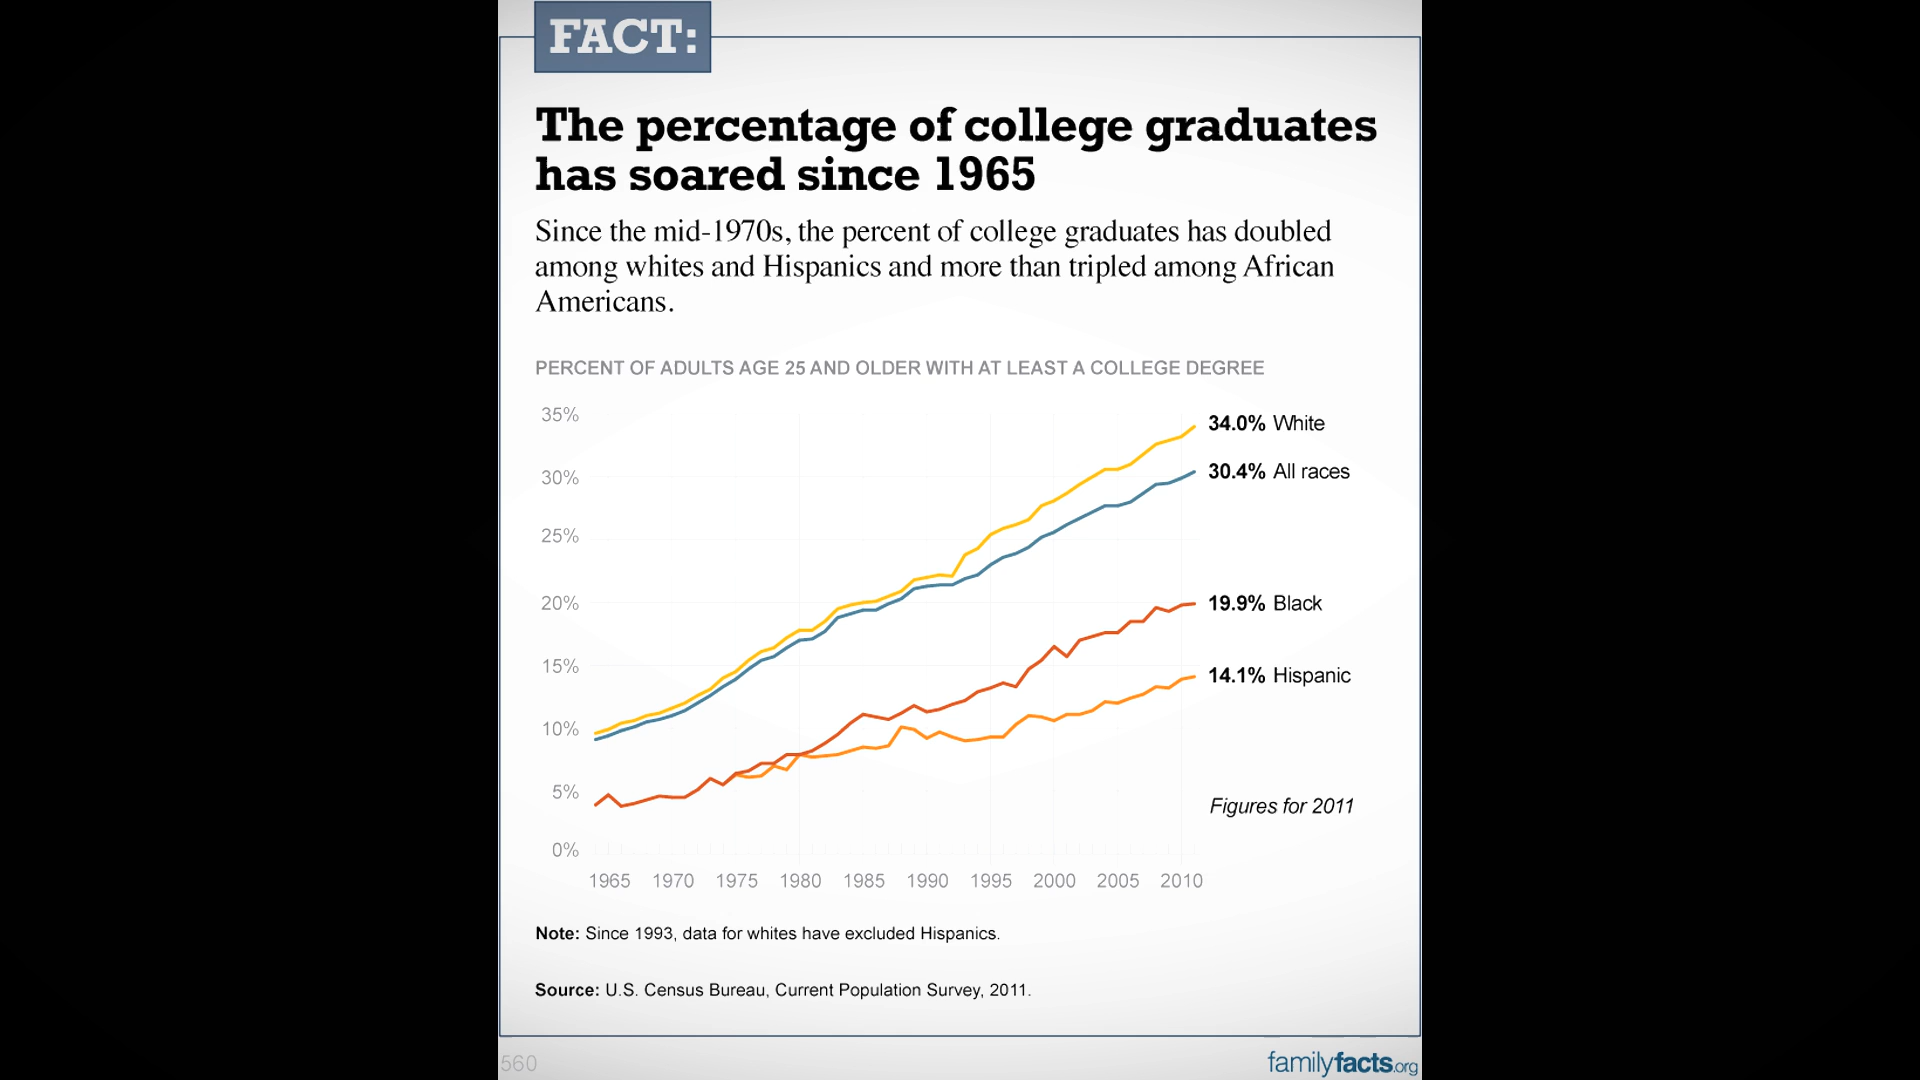 FACT:
The percentage of college graduates
has soared since 1965
Since the mid-1970s, the percent of college graduates has doubled
among whites and Hispanics and more than tripled among African
Americans.
PERCENT OF ADULTS AGE 25 AND OLDER WITH AT LEAST A COLLEGE DEGREE
35%
34.0% White
30.4% All races
30%
25%
20%
19.9% Black
15%
14.1% Hispanic
10%
5%
Figures for 2011
0%
1965 1970 1975 1980 1985 1990 1995 2000 2005 2010
Note: Since 1993, data for whites have excluded Hispanics.
Source: U.S. Census Bureau, Current Population Survey, 2011.
560
familyfacts.org